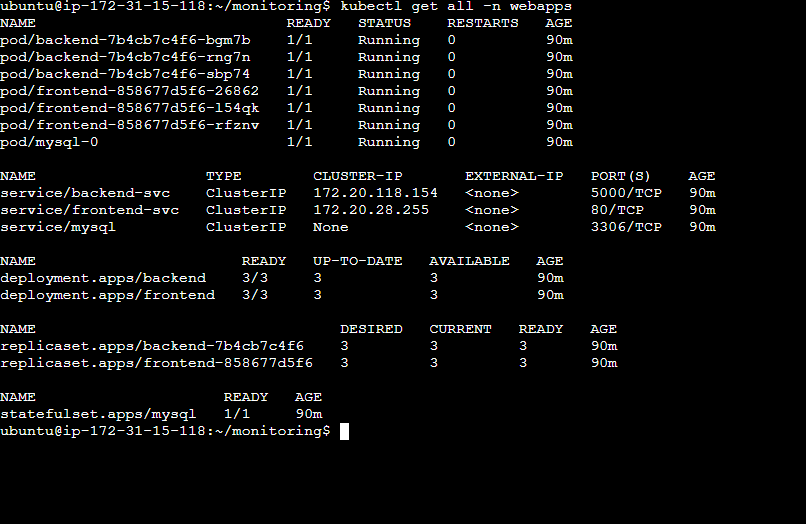 ubuntu@ip-172-31-15-118:~/monitoring$ kubectl get all -n webapps
NAME                           READY   STATUS    RESTARTS   AGE
pod/backend-7b4cb7c4f6-bgm7b   1/1     Running   0          90m
pod/backend-7b4cb7c4f6-rng7n   1/1     Running   0          90m
pod/backend-7b4cb7c4f6-sbp74   1/1     Running   0          90m
pod/frontend-858677d5f6-26862  1/1     Running   0          90m
pod/frontend-858677d5f6-l54qk  1/1     Running   0          90m
pod/frontend-858677d5f6-rfznv  1/1     Running   0          90m
pod/mysql-0                    1/1     Running   0          90m
NAME                   TYPE        CLUSTER-IP       EXTERNAL-IP   PORT(S)    AGE
service/backend-svc    ClusterIP   172.20.118.154   <none>        5000/TCP   90m
service/frontend-svc   ClusterIP   172.20.28.255    <none>        80/TCP     90m
service/mysql          ClusterIP   None             <none>        3306/TCP   90m
NAME                       READY   UP-TO-DATE   AVAILABLE   AGE
deployment.apps/backend    3/3     3            3           90m
deployment.apps/frontend   3/3     3            3           90m
NAME                                  DESIRED   CURRENT   READY   AGE
replicaset.apps/backend-7b4cb7c4f6    3         3         3       90m
replicaset.apps/frontend-858677d5f6   3         3         3       90m
NAME                     READY   AGE
statefulset.apps/mysql   1/1     90m
ubuntu@ip-172-31-15-118:~/monitoring$